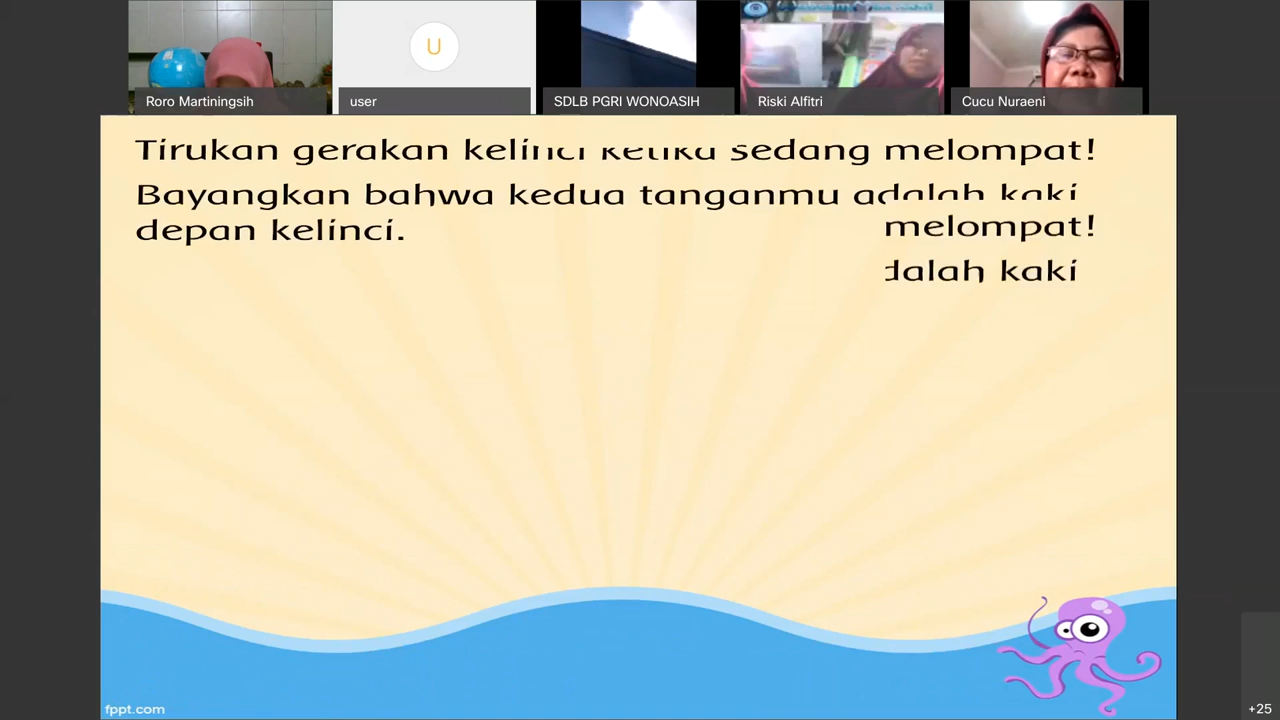 Roro Martiningsih
U
user
SDLB PGRI WONOASIH
Riski Alfitri
Cucu Nuraeni
Tirukan gerakan kelinci ketika sedang melompat!
Bayangkan bahwa kedua tanganmu adalah kaki
depan kelinci.
melompat!
dalah kaki
fppt.com
+25